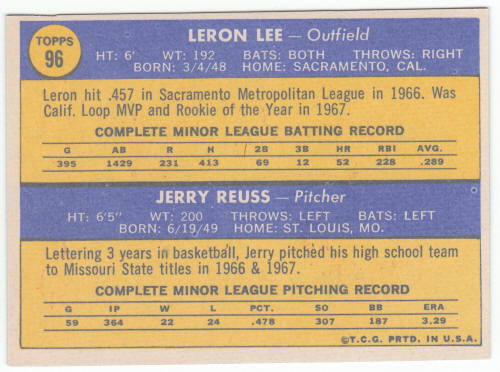 TOPPS
96
LERON LEE — Outfield
HT: 6' WT: 192 BATS: BOTH THROWS: RIGHT
BORN: 3/4/48 HOME: SACRAMENTO, CAL.
Leron hit .457 in Sacramento Metropolitan League in 1966. Was
Calif. Loop MVP and Rookie of the Year in 1967.
COMPLETE MINOR LEAGUE BATTING RECORD
G AB R H 2B 3B HR RBI AVG.
395 1429 231 413 69 12 52 228 .289
JERRY REUSS — Pitcher
HT: 6'5" WT: 200 THROWS: LEFT BATS: LEFT
BORN: 6/19/49 HOME: ST. LOUIS, MO.
Lettering 3 years in basketball, Jerry pitched his high school team
to Missouri State titles in 1966 & 1967.
COMPLETE MINOR LEAGUE PITCHING RECORD
G IP W L PCT. SO BB ERA
59 364 22 24 .478 307 187 3.29
©T.C.G. PRTD. IN U.S.A.